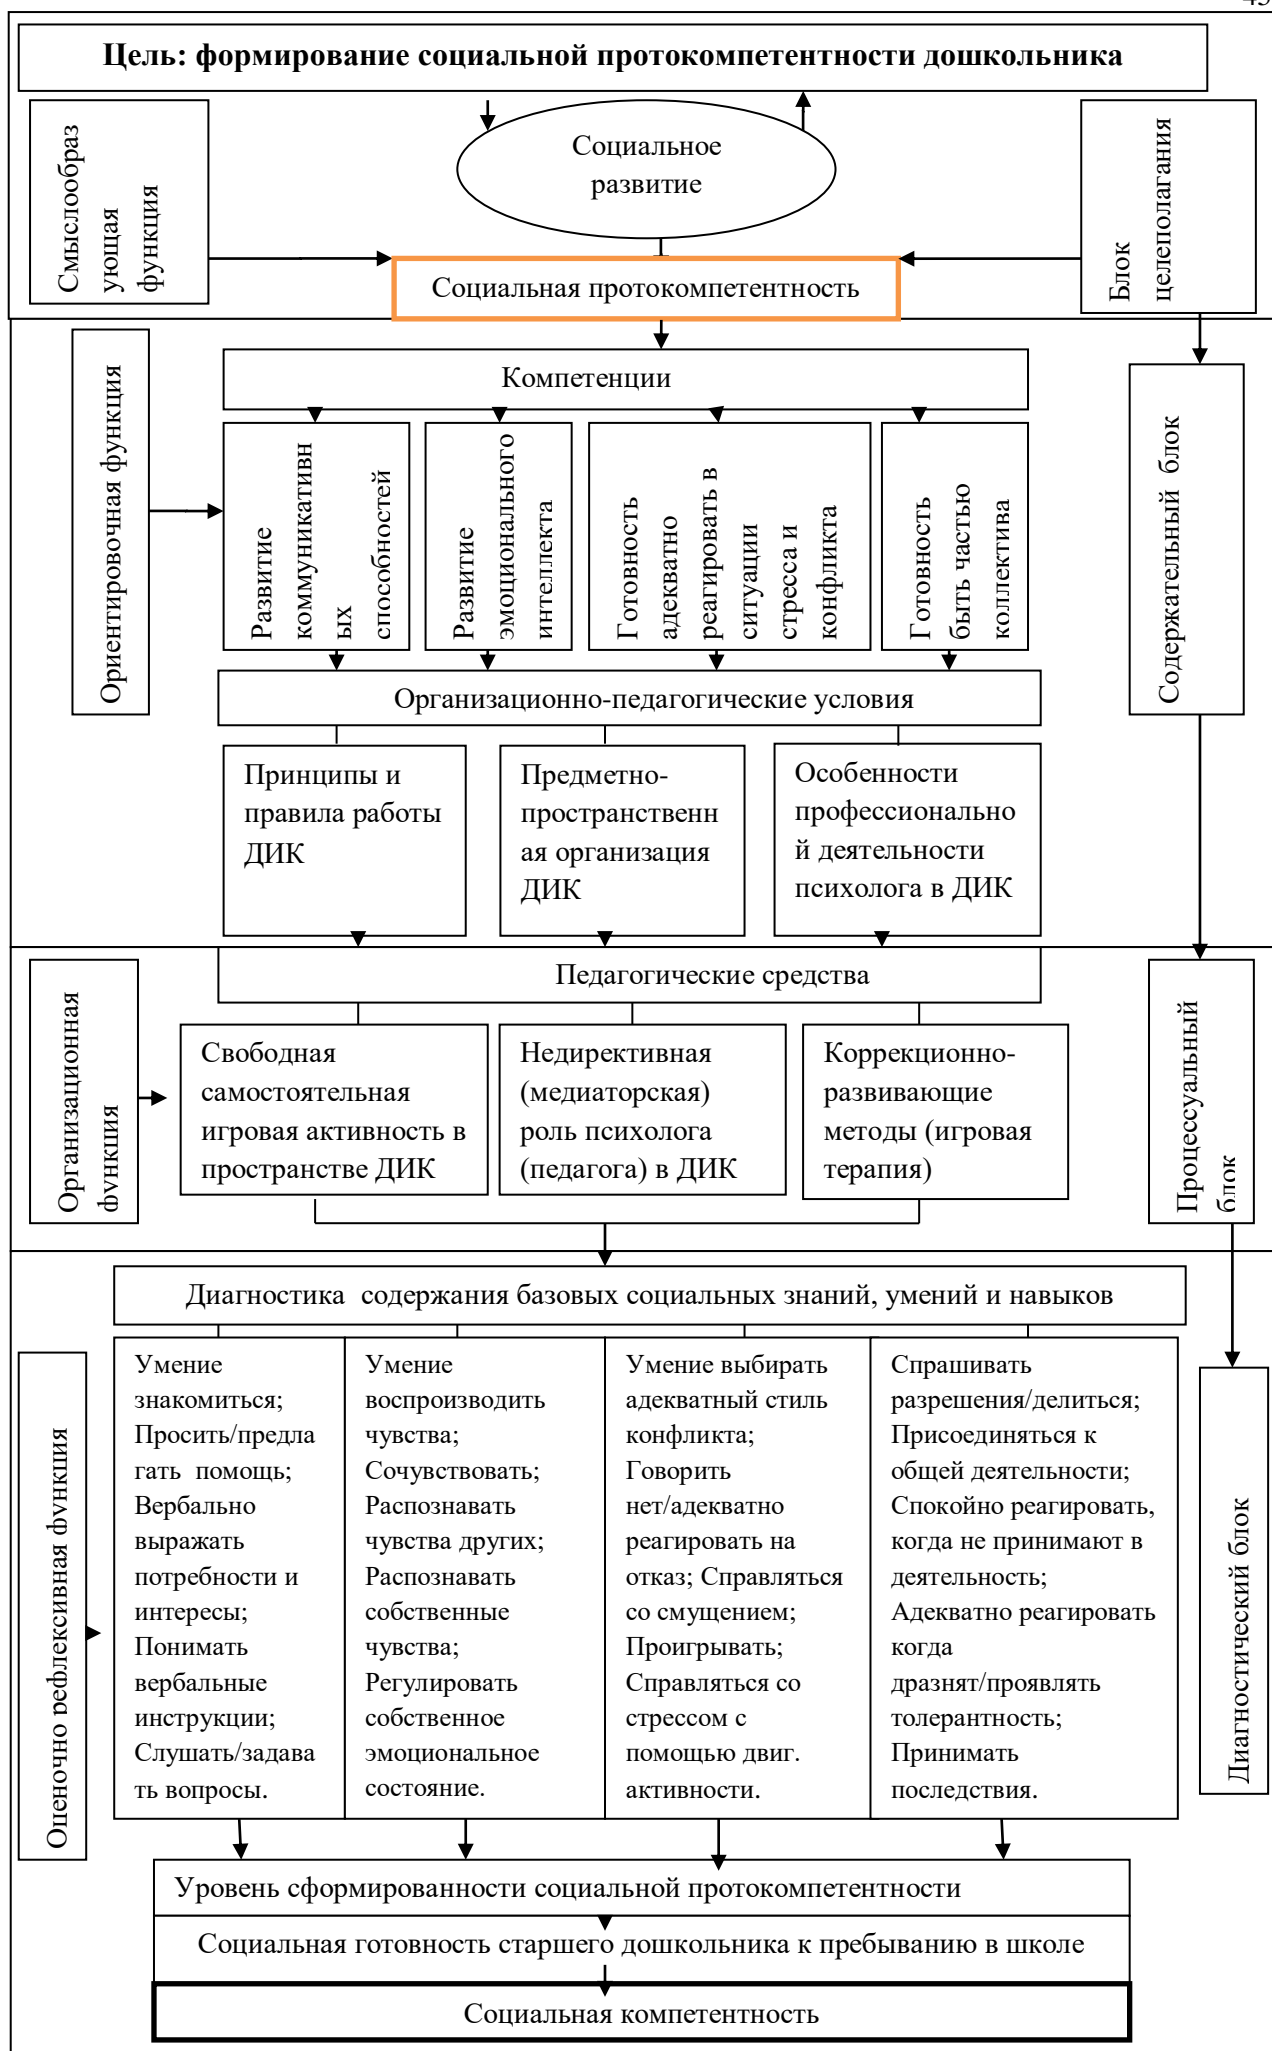 Цель: формирование социальной протокомпетентности дошкольника
Смыслообраз
ующая
функция
Социальное
развитие
Блок
целеполагания
Социальная протокомпетентность
Ориентировочная функция
Компетенции
Содержательный блок
Развитие
коммуникативн
ых
способностей
Развитие
эмоционального
интеллекта
Готовность
адекватно
реагировать в
ситуации
стресса и
конфликта
Готовность
быть частью
коллектива
Организационно-педагогические условия
Принципы и
правила работы
ДИК
Предметно-
пространственн
ая организация
ДИК
Особенности
профессионально
й деятельности
психолога в ДИК
Педагогические средства
Организационная
функция
Процессуальный
блок
Свободная
самостоятельная
игровая активность в
пространстве ДИК
Недирективная
(медиаторская)
роль психолога
(педагога) в ДИК
Коррекционно-
развивающие
методы (игровая
терапия)
Диагностика содержания базовых социальных знаний, умений и навыков
Оценочно рефлексивная функция
Диагностический блок
Умение
знакомиться;
Просить/предла
гать помощь;
Вербально
выражать
потребности и
интересы;
Понимать
вербальные
инструкции;
Слушать/задава
ть вопросы.
Умение
воспроизводить
чувства;
Сочувствовать;
Распознавать
чувства других;
Распознавать
собственные
чувства;
Регулировать
собственное
эмоциональное
состояние.
Умение выбирать
адекватный стиль
конфликта;
Говорить
нет/адекватно
реагировать на
отказ; Справляться
со смущением;
Проигрывать;
Справляться со
стрессом с
помощью двиг.
активности.
Спрашивать
разрешения/делиться;
Присоединяться к
общей деятельности;
Спокойно реагировать,
когда не принимают в
деятельность;
Адекватно реагировать
когда
дразнят/проявлять
толерантность;
Принимать
последствия.
Уровень сформированности социальной протокомпетентности
Социальная готовность старшего дошкольника к пребыванию в школе
Социальная компетентность